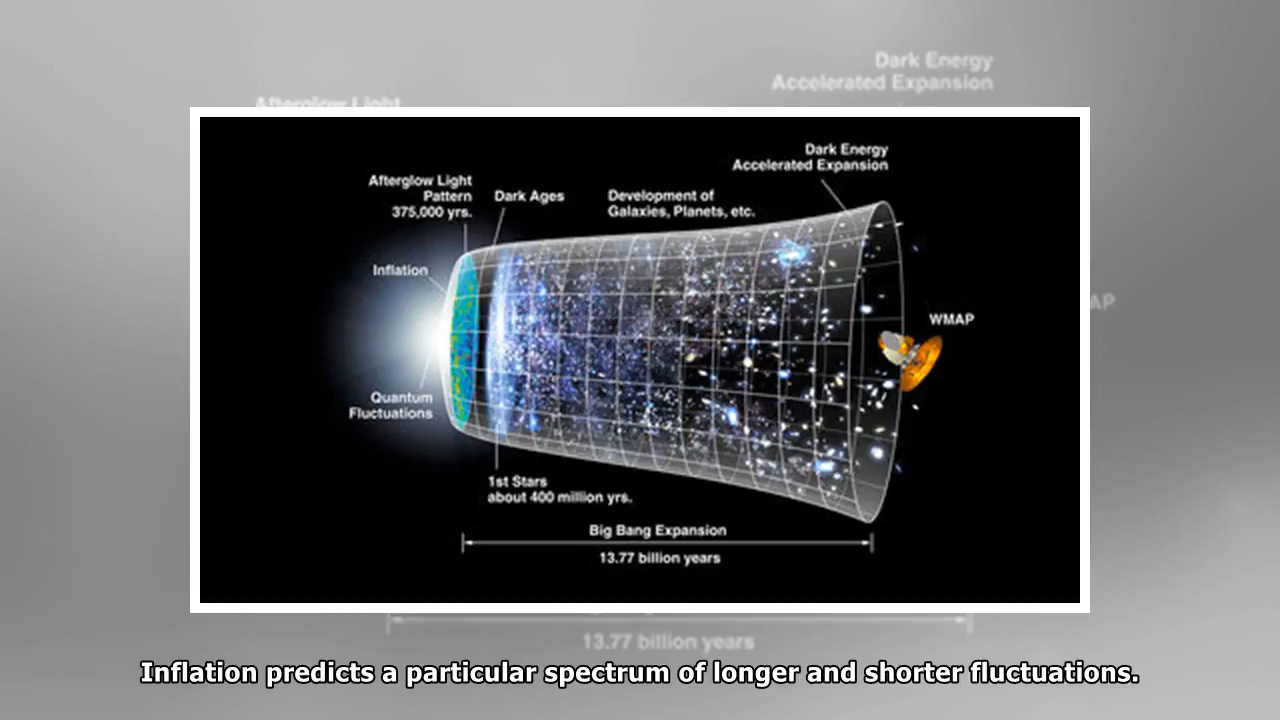 Dark Energy
Accelerated Expansion
Afterglow Light
Dark Energy
Accelerated Expansion
Afterglow Light
Pattern
375,000 yrs.
Dark Ages
Development of
Galaxies, Planets, etc.
Inflation
WMAP
Quantum
Fluctuations
1st Stars
about 400 million yrs.
Big Bang Expansion
13.77 billion years
13.77 billion years
Inflation predicts a particular spectrum of longer and shorter fluctuations.